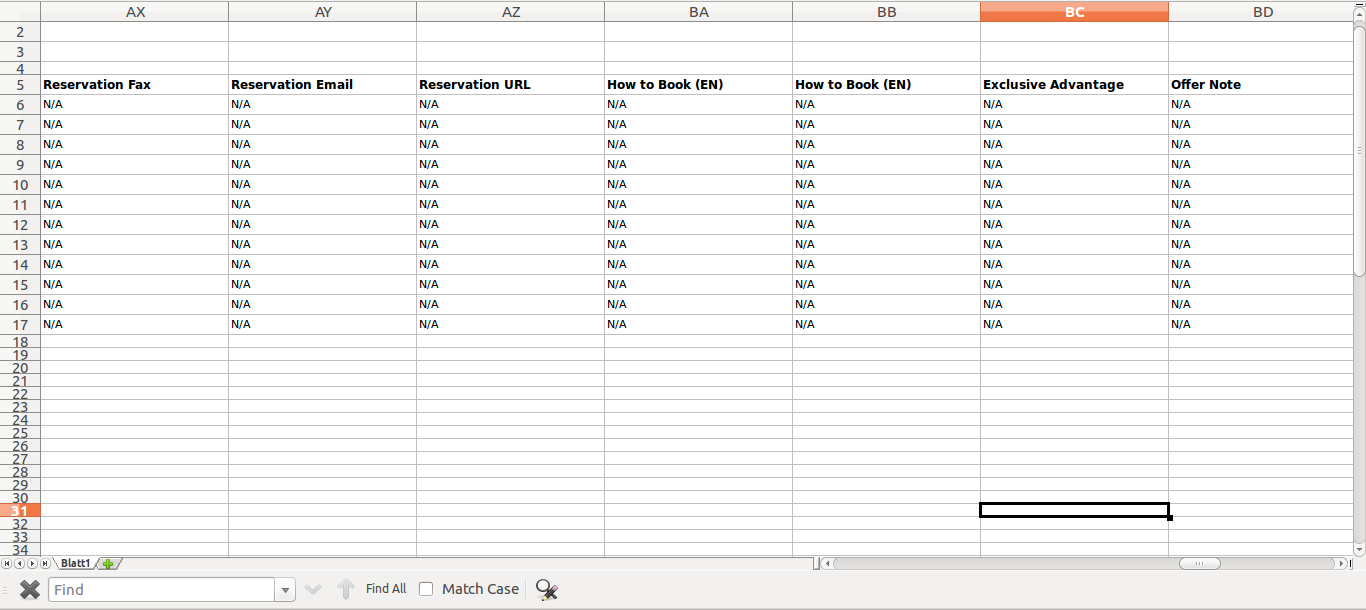 AX AY AZ BA BB BC BD
2
3
4
5 Reservation Fax Reservation Email Reservation URL How to Book (EN) How to Book (EN) Exclusive Advantage Offer Note
6 N/A N/A N/A N/A N/A N/A N/A
7 N/A N/A N/A N/A N/A N/A N/A
8 N/A N/A N/A N/A N/A N/A N/A
9 N/A N/A N/A N/A N/A N/A N/A
10 N/A N/A N/A N/A N/A N/A N/A
11 N/A N/A N/A N/A N/A N/A N/A
12 N/A N/A N/A N/A N/A N/A N/A
13 N/A N/A N/A N/A N/A N/A N/A
14 N/A N/A N/A N/A N/A N/A N/A
15 N/A N/A N/A N/A N/A N/A N/A
16 N/A N/A N/A N/A N/A N/A N/A
17 N/A N/A N/A N/A N/A N/A N/A
18
19
20
21
22
23
24
25
26
27
28
29
30
31
32
33
34
Blatt1
Find Find All Match Case